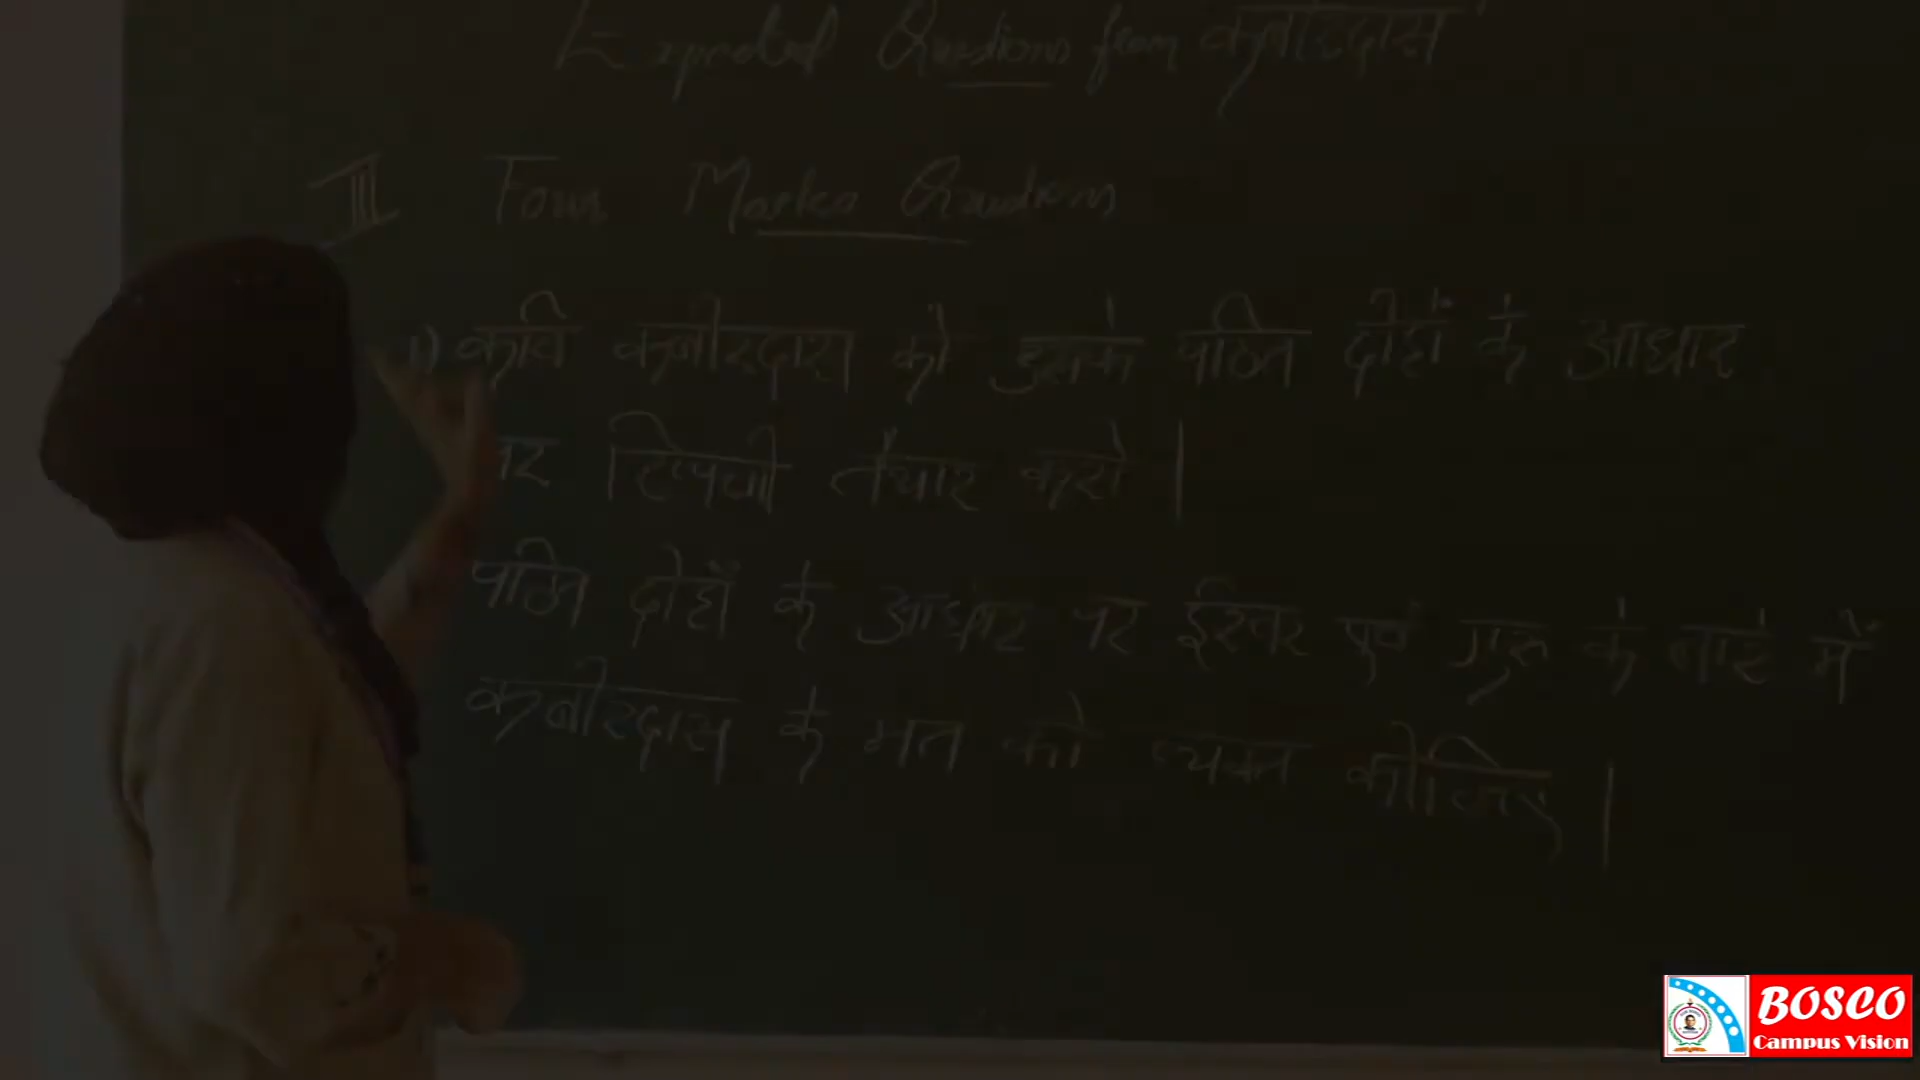 Expected Questions from कबीरदास
III Four Marks Questions
1) कवि कबीरदास को उनके पठित दोहों के आधार
पर टिप्पणी तैयार करो |
पठित दोहों के आधार पर ईश्वर एवं गुरु के बारे में
कबीरदास के मत को व्यक्त कीजिए |
BOSCO
Campus Vision